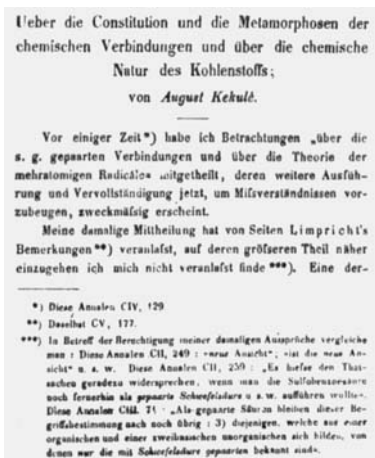 Ueber die Constitution und die Metamorphosen der
chemischen Verbindungen und über die chemische
Natur des Kohlenstoffs;
von August Kekulé.
Vor einiger Zeit*) habe ich Betrachtungen „über die
s. g. gepaarten Verbindungen und über die Theorie der
mehratomigen Radicale“ mitgetheilt, deren weitere Ausfüh-
rung und Vervollständigung jetzt, um Mifsverständnissen vor-
zubeugen, zweckmäfsig erscheint.
Meine damalige Mittheilung hat von Seiten Limpricht's
Bemerkungen **) veranlafst, auf deren gröfseren Theil näher
einzugehen ich mich nicht veranlafst finde ***). Eine der-
*) Diese Annalen CIV, 129
**) Daselbst CV, 177.
***) In Betreff der Berechtigung meiner damaligen Aussprüche vergleiche
man : Diese Annalen CII, 249 : „neue Ansicht“; „ist die neue An-
sicht“ u. s. w. Diese Annalen CII, 259 : „Es hiefse den That-
sachen geradezu widersprechen, wenn man die Sulfobenzoësäure
noch fernerhin als gepaarte Schwefelsäure u. s. w. aufführen wollte“.
Diese Annalen CIII, 71 : „Als gepaarte Säuren bleiben dieser Be-
griffsbestimmung nach noch übrig : 3) diejenigen, welche aus einer
organischen und einer zweibasischen unorganischen sich bilden, von
denen nur die mit Schwefelsäure gepaarten bekannt sind“.